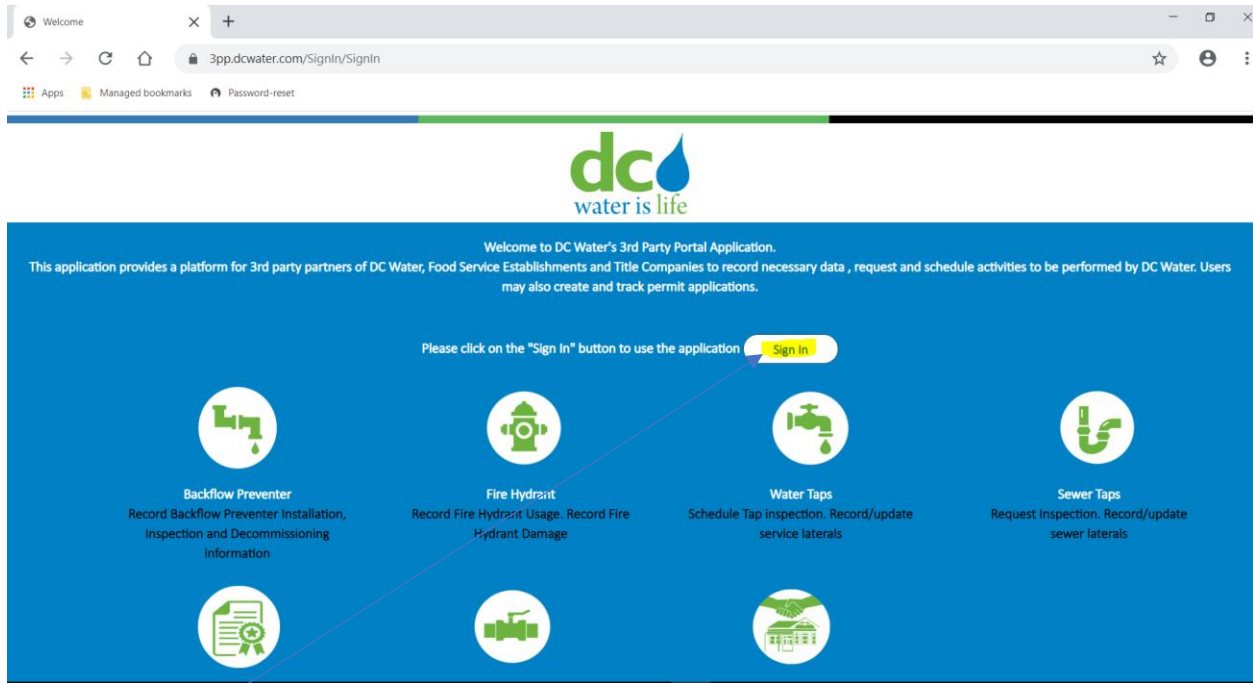 Welcome
3pp.dcwater.com/SignIn/SignIn
Apps Managed bookmarks Password-reset
dc
water is life
Welcome to DC Water's 3rd Party Portal Application.
This application provides a platform for 3rd party partners of DC Water, Food Service Establishments and Title Companies to record necessary data , request and schedule activities to be performed by DC Water. Users
may also create and track permit applications.
Please click on the "Sign In" button to use the application Sign In
Backflow Preventer
Record Backflow Preventer Installation,
Inspection and Decommissioning
information
Fire Hydrant
Record Fire Hydrant Usage. Record Fire
Hydrant Damage
Water Taps
Schedule Tap inspection. Record/update
service laterals
Sewer Taps
Request Inspection. Record/update
sewer laterals